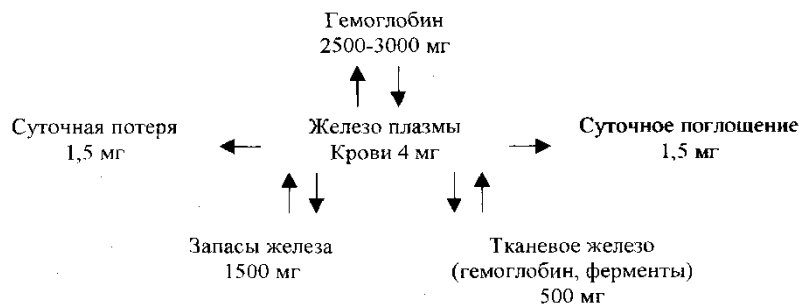 Гемоглобин
2500-3000 мг
Суточная потеря
1,5 мг
Железо плазмы
Крови 4 мг
Суточное поглощение
1,5 мг
Запасы железа
1500 мг
Тканевое железо
(гемоглобин, ферменты)
500 мг